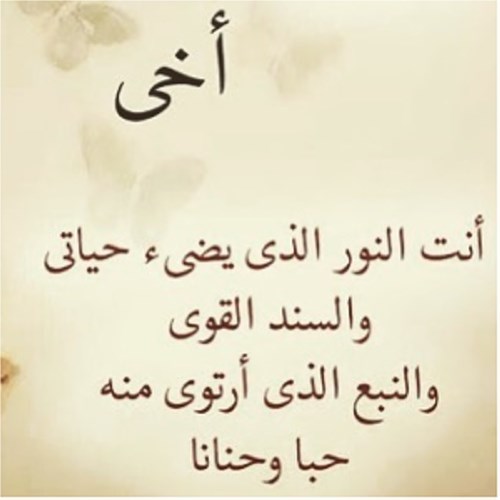 أخى
أنت النور الذى يضىء حياتى
والسند القوى
والنبع الذى أرتوى منه
حبا وحنانا